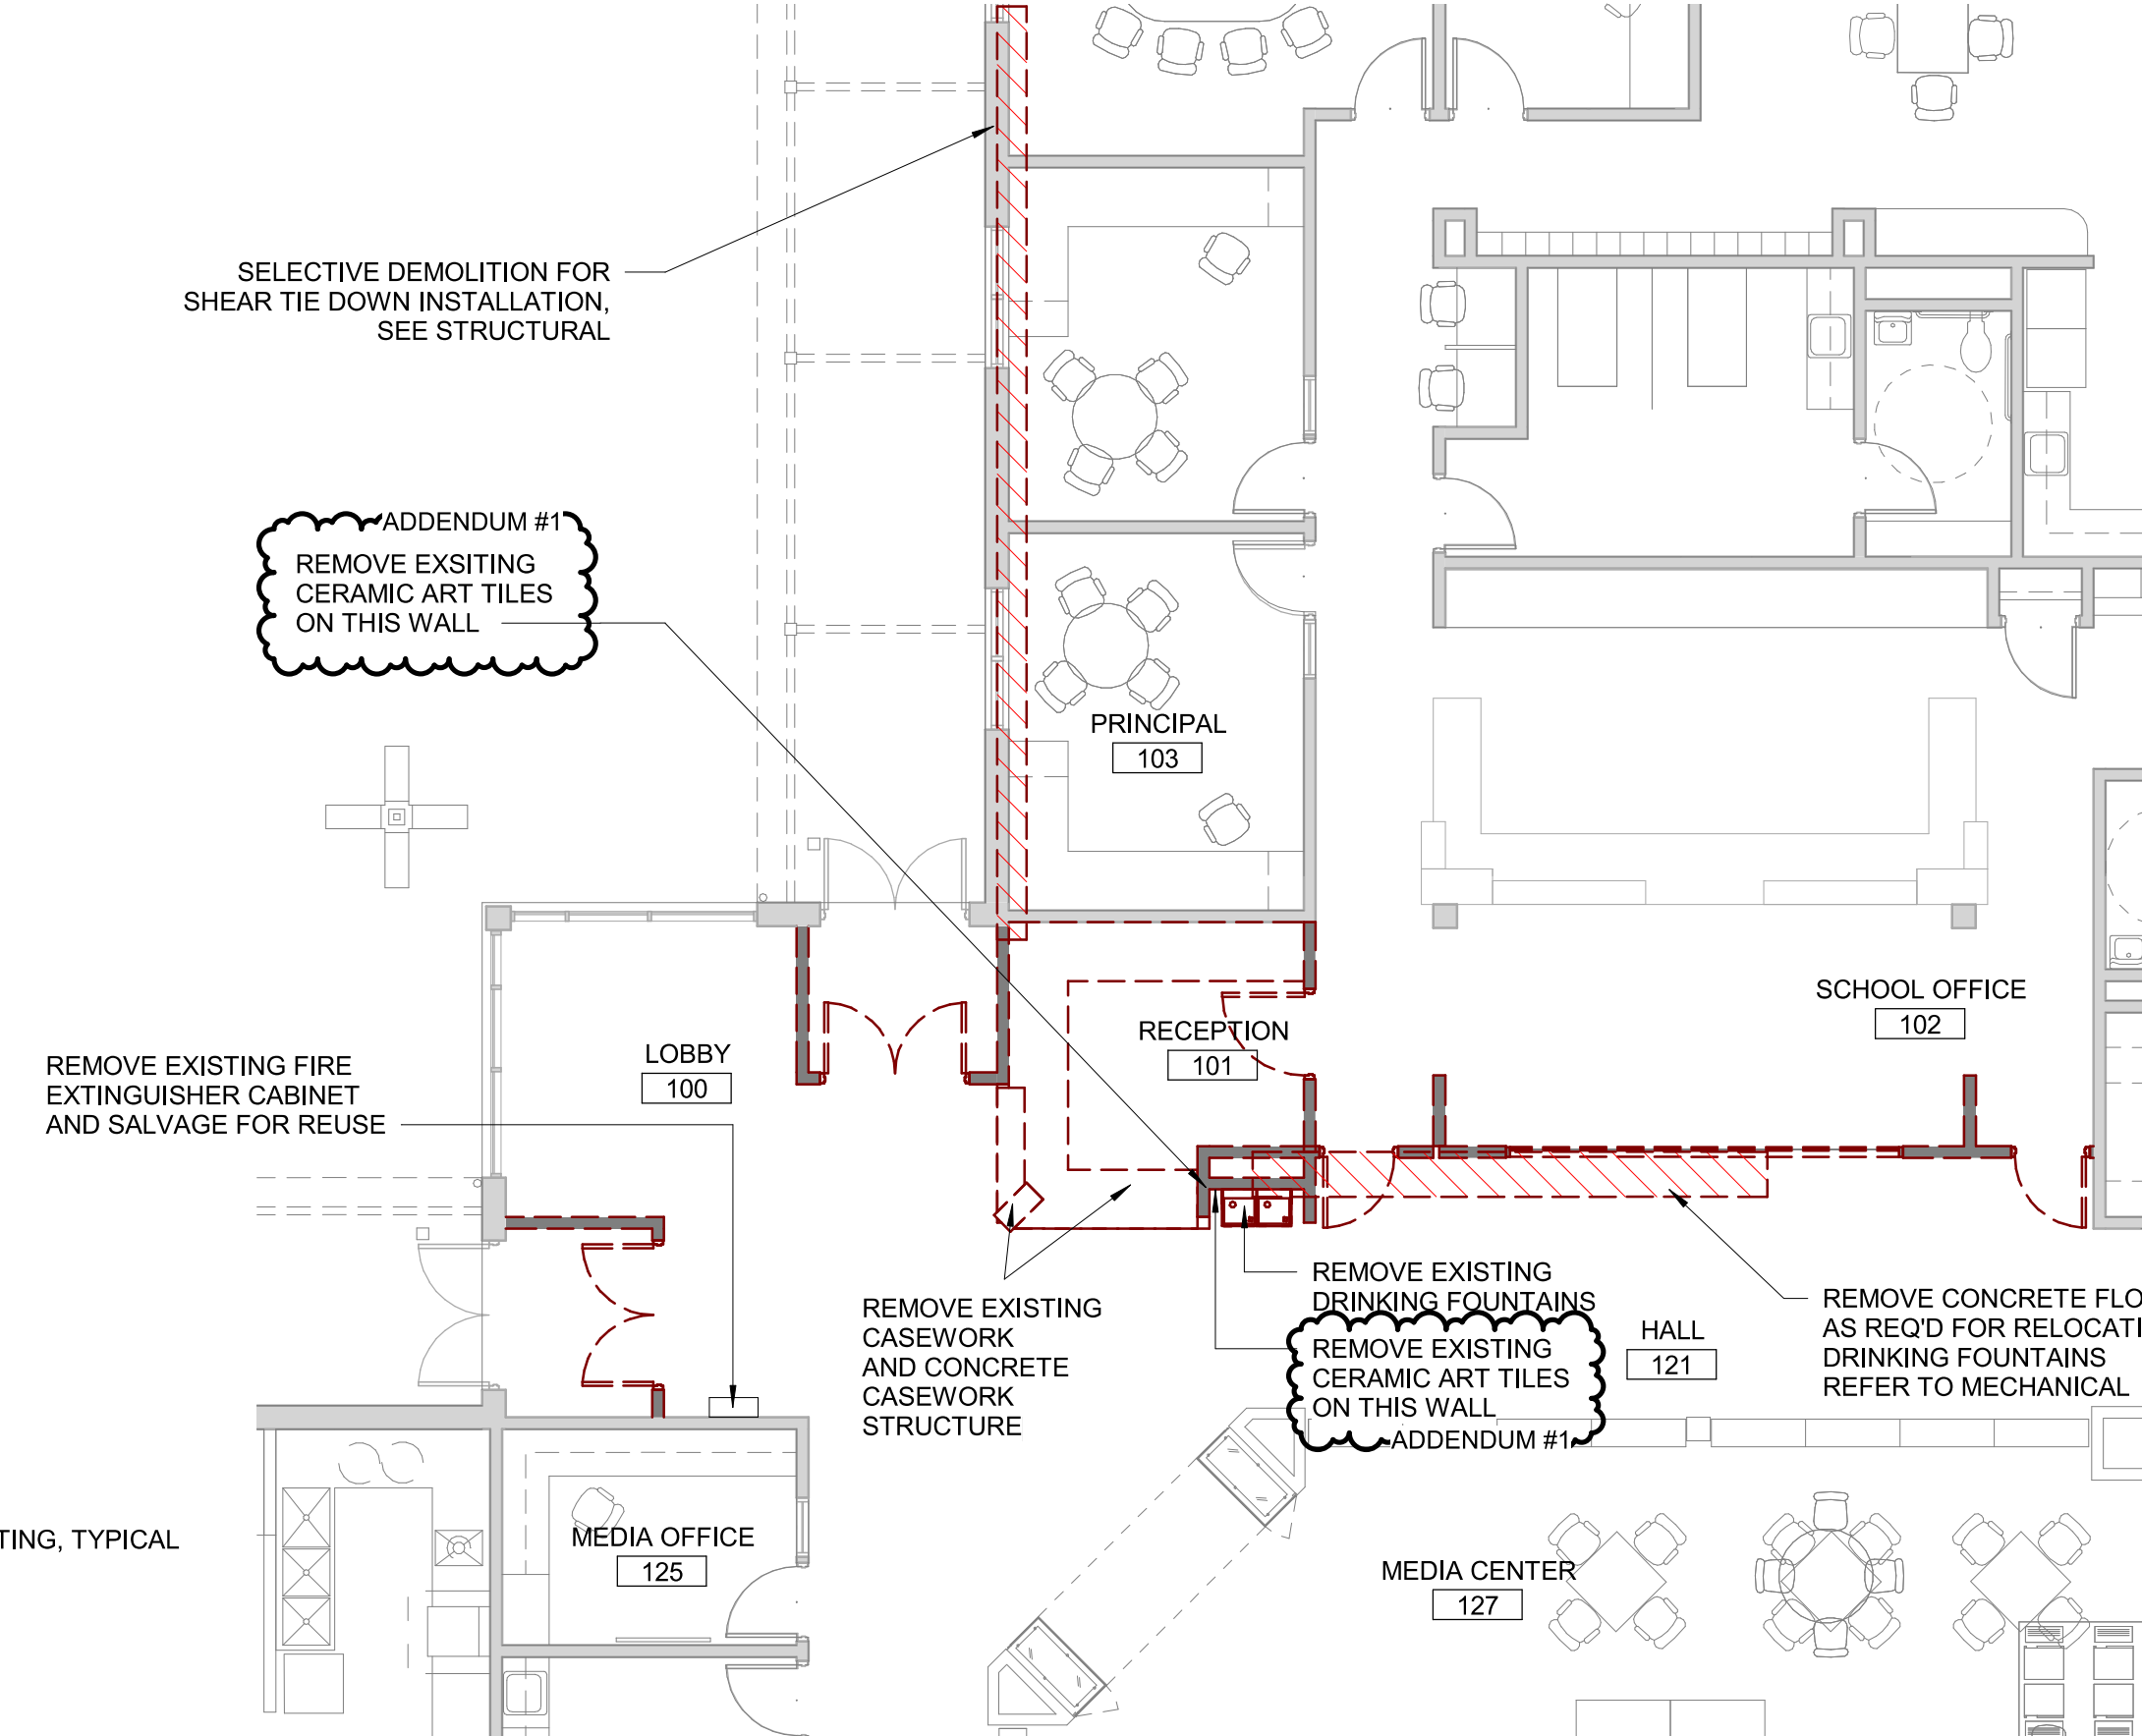 SELECTIVE DEMOLITION FOR
SHEAR TIE DOWN INSTALLATION,
SEE STRUCTURAL
ADDENDUM #1
REMOVE EXSITING
CERAMIC ART TILES
ON THIS WALL
PRINCIPAL
103
SCHOOL OFFICE
102
RECEPTION
101
LOBBY
100
REMOVE EXISTING FIRE
EXTINGUISHER CABINET
AND SALVAGE FOR REUSE
REMOVE EXISTING
CASEWORK
AND CONCRETE
CASEWORK
STRUCTURE
REMOVE EXISTING
DRINKING FOUNTAINS
REMOVE EXISTING
CERAMIC ART TILES
ON THIS WALL
ADDENDUM #1
HALL
121
REMOVE CONCRETE FLO
AS REQ'D FOR RELOCATI
DRINKING FOUNTAINS
REFER TO MECHANICAL
TING, TYPICAL
MEDIA OFFICE
125
MEDIA CENTER
127